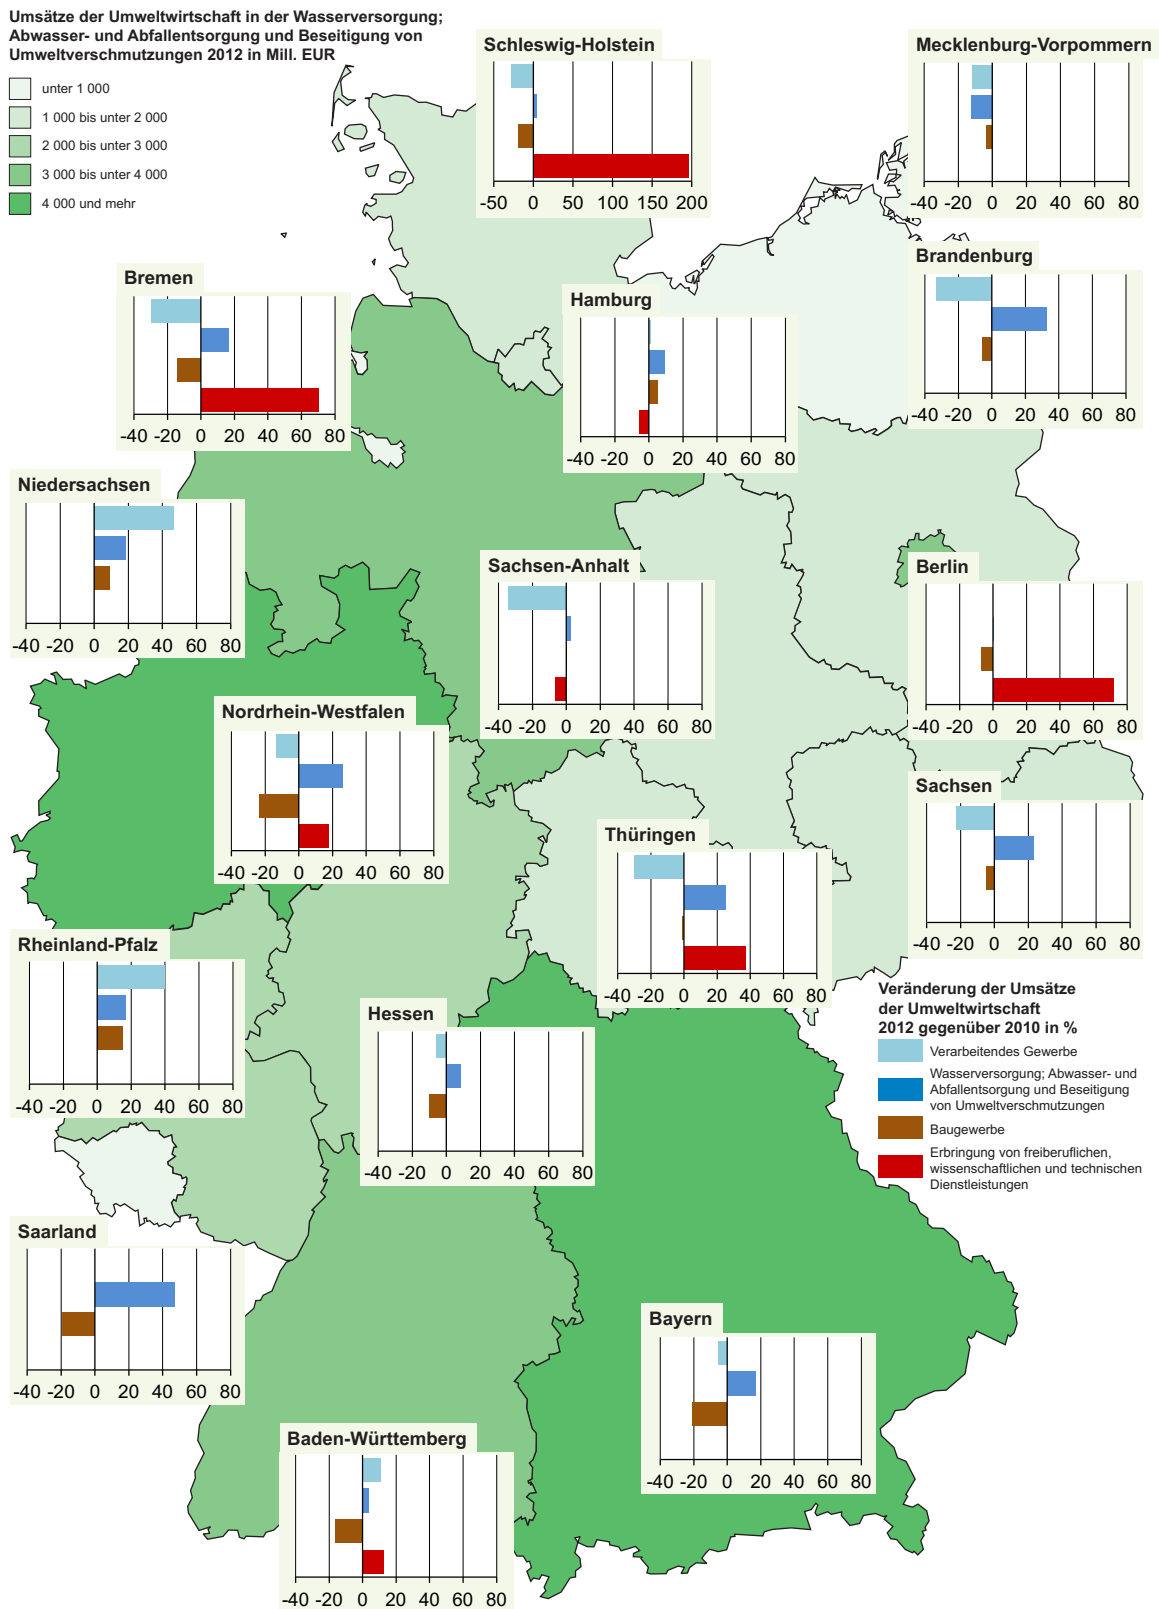 Umsätze der Umweltwirtschaft in der Wasserversorgung;
Abwasser- und Abfallentsorgung und Beseitigung von
Umweltverschmutzungen 2012 in Mill. EUR
unter 1 000
1 000 bis unter 2 000
2 000 bis unter 3 000
3 000 bis unter 4 000
4 000 und mehr
Schleswig-Holstein
-50 0 50 100 150 200
Mecklenburg-Vorpommern
-40 -20 0 20 40 60 80
Bremen
-40 -20 0 20 40 60 80
Hamburg
-40 -20 0 20 40 60 80
Brandenburg
-40 -20 0 20 40 60 80
Niedersachsen
-40 -20 0 20 40 60 80
Sachsen-Anhalt
-40 -20 0 20 40 60 80
Berlin
-40 -20 0 20 40 60 80
Nordrhein-Westfalen
-40 -20 0 20 40 60 80
Thüringen
-40 -20 0 20 40 60 80
Sachsen
-40 -20 0 20 40 60 80
Rheinland-Pfalz
-40 -20 0 20 40 60 80
Hessen
-40 -20 0 20 40 60 80
Veränderung der Umsätze
der Umweltwirtschaft
2012 gegenüber 2010 in %
Verarbeitendes Gewerbe
Wasserversorgung; Abwasser- und
Abfallentsorgung und Beseitigung
von Umweltverschmutzungen
Baugewerbe
Erbringung von freiberuflichen,
wissenschaftlichen und technischen
Dienstleistungen
Saarland
-40 -20 0 20 40 60 80
Bayern
-40 -20 0 20 40 60 80
Baden-Württemberg
-40 -20 0 20 40 60 80